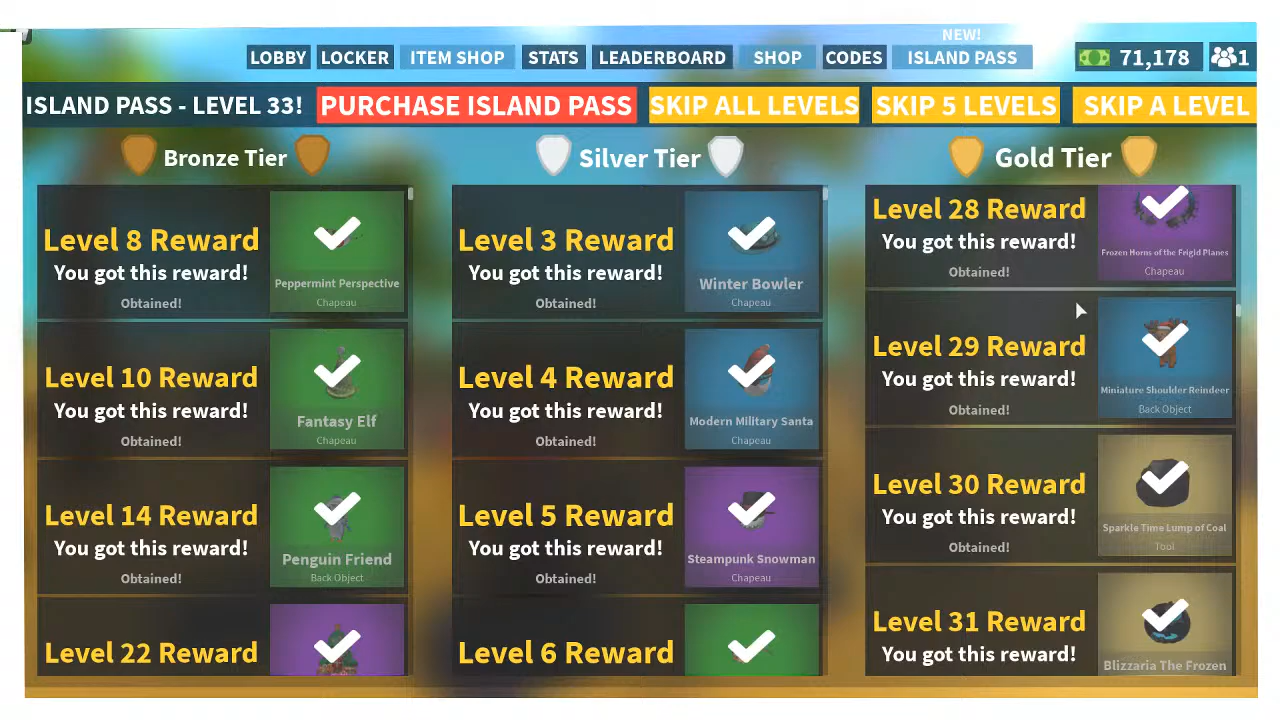 NEW!
LOBBY LOCKER ITEM SHOP STATS LEADERBOARD SHOP CODES ISLAND PASS 71,178 1
ISLAND PASS - LEVEL 33! PURCHASE ISLAND PASS SKIP ALL LEVELS SKIP 5 LEVELS SKIP A LEVEL
Bronze Tier
Level 8 Reward
You got this reward!
Obtained!
Peppermint Perspective
Chapeau
Level 10 Reward
You got this reward!
Obtained!
Fantasy Elf
Chapeau
Level 14 Reward
You got this reward!
Obtained!
Penguin Friend
Back Object
Level 22 Reward
Silver Tier
Level 3 Reward
You got this reward!
Obtained!
Winter Bowler
Chapeau
Level 4 Reward
You got this reward!
Obtained!
Modern Military Santa
Chapeau
Level 5 Reward
You got this reward!
Obtained!
Steampunk Snowman
Chapeau
Level 6 Reward
Gold Tier
Level 28 Reward
You got this reward!
Obtained!
Frozen Horns of the Frigid Planes
Chapeau
Level 29 Reward
You got this reward!
Obtained!
Miniature Shoulder Reindeer
Back Object
Level 30 Reward
You got this reward!
Obtained!
Sparkle Time Lump of Coal
Tool
Level 31 Reward
You got this reward!
Blizzaria The Frozen